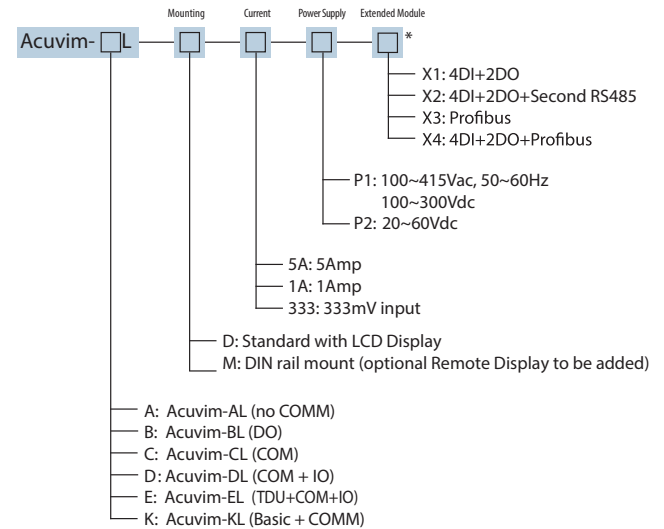 Mounting Current Power Supply Extended Module
Acuvim- L *
X1: 4DI+2DO
X2: 4DI+2DO+Second RS485
X3: Profibus
X4: 4DI+2DO+Profibus
P1: 100~415Vac, 50~60Hz
100~300Vdc
P2: 20~60Vdc
5A: 5Amp
1A: 1Amp
333: 333mV input
D: Standard with LCD Display
M: DIN rail mount (optional Remote Display to be added)
A: Acuvim-AL (no COMM)
B: Acuvim-BL (DO)
C: Acuvim-CL (COM)
D: Acuvim-DL (COM + IO)
E: Acuvim-EL (TDU+COM+IO)
K: Acuvim-KL (Basic + COMM)